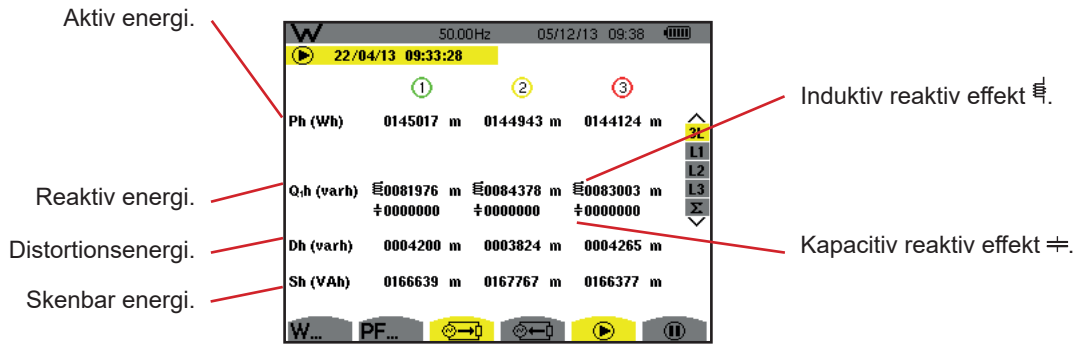 Aktiv energi.
Reaktiv energi.
Distortionsenergi.
Skenbar energi.
W 50.00Hz 05/12/13 09:38
22/04/13 09:33:28
1 2 3
Ph (Wh) 0145017 m 0144943 m 0144124 m
Q₁h (varh) 0081976 m 0084378 m 0083003 m
0000000 0000000 0000000
Dh (varh) 0004200 m 0003824 m 0004265 m
Sh (VAh) 0166639 m 0167767 m 0166377 m
3L
L1
L2
L3
Σ
W... PF...
Induktiv reaktiv effekt.
Kapacitiv reaktiv effekt.